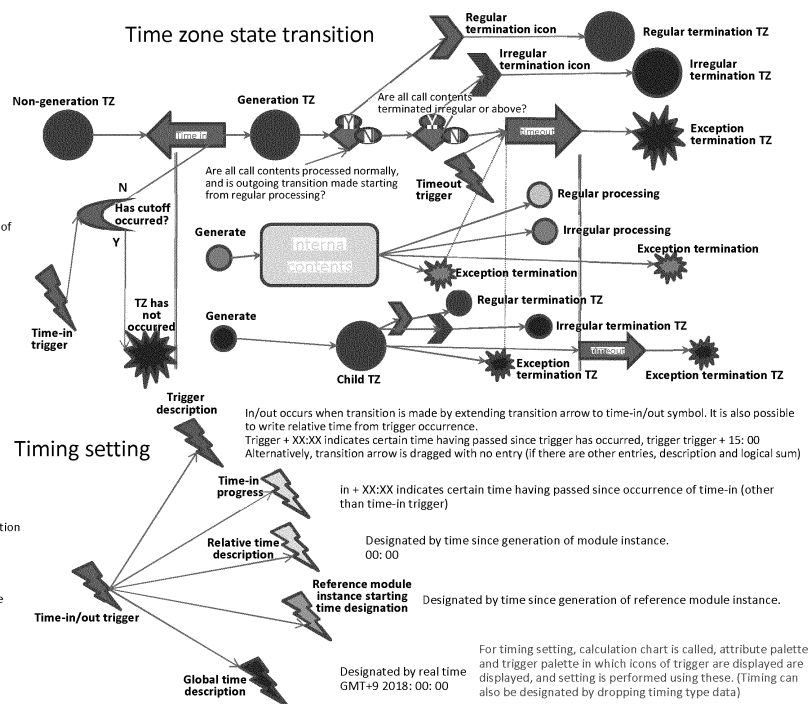 Time zone state transition
Regular
termination icon
Regular termination TZ
Irregular
termination icon
Irregular
termination TZ
Non-generation TZ
Generation TZ
Are all call contents
terminated irregular or above?
Time in
Y
N
Y
N
timeout
Exception
termination TZ
Are all call contents processed normally,
and is outgoing transition made starting
from regular processing?
Timeout
trigger
N
Has cutoff
occurred?
Y
of
Regular processing
Generate
Internal
contents
Irregular processing
Exception termination
Exception termination
Time-in
trigger
TZ has
not
occurred
Generate
Regular termination TZ
Irregular termination TZ
timeout
Child TZ
Exception
termination TZ
Exception termination TZ
Timing setting
Trigger
description
In/out occurs when transition is made by extending transition arrow to time-in/out symbol. It is also possible
to write relative time from trigger occurrence.
Trigger + XX:XX indicates certain time having passed since trigger has occurred, trigger trigger + 15: 00
Alternatively, transition arrow is dragged with no entry (if there are other entries, description and logical sum)
Time-in
progress
in + XX:XX indicates certain time having passed since occurrence of time-in (other
than time-in trigger)
tion
Relative time
description
Designated by time since generation of module instance.
00: 00
e
Time-in/out trigger
Reference module
instance starting
time designation
Designated by time since generation of reference module instance.
Global time
description
Designated by real time
GMT+9 2018: 00: 00
For timing setting, calculation chart is called, attribute palette
and trigger palette in which icons of trigger are displayed are
displayed, and setting is performed using these. (Timing can
also be designated by dropping timing type data)